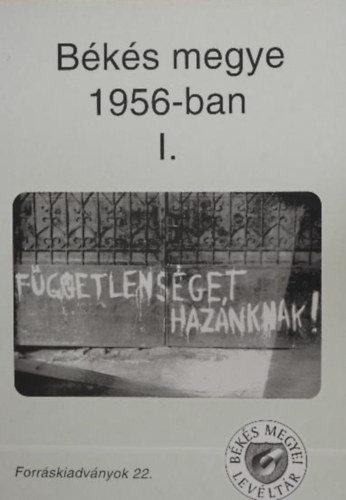 Békés megye
1956-ban
I.
FÜGGETLENSÉGET
HAZÁNKNAK!
Forráskiadványok 22.
BÉKÉS MEGYEI
LEVÉLTÁR